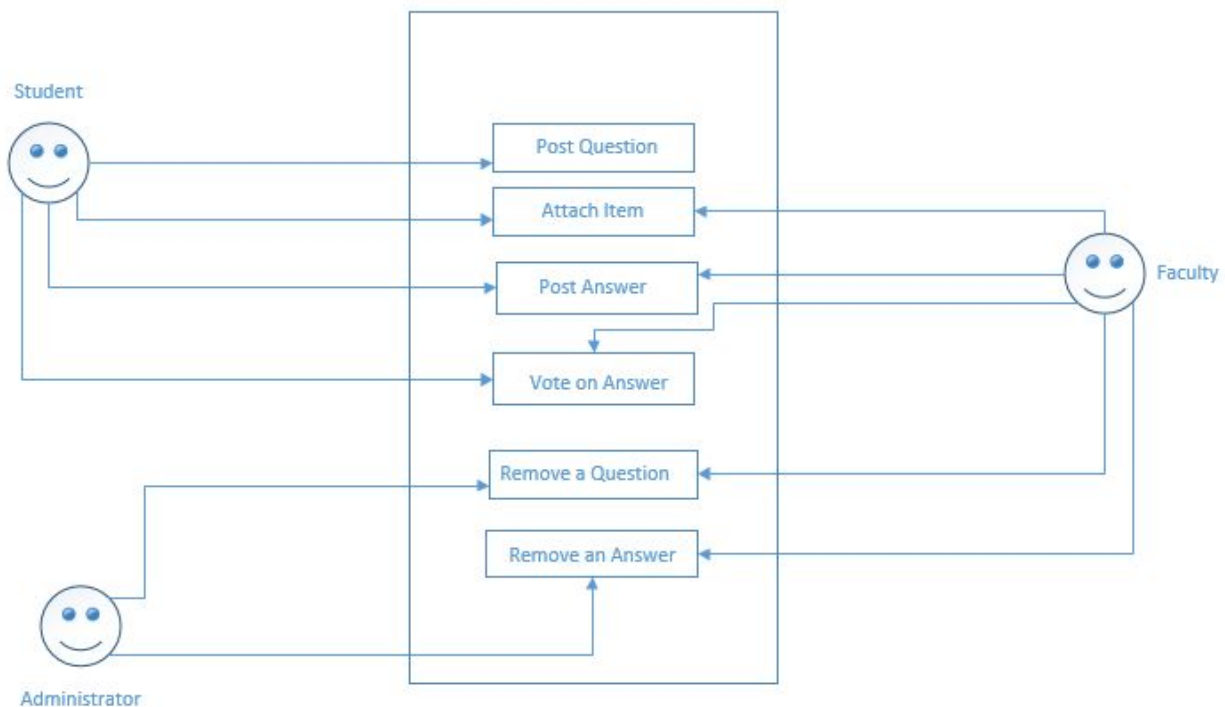 Student
Post Question
Attach Item
Faculty
Post Answer
Vote on Answer
Remove a Question
Remove an Answer
Administrator